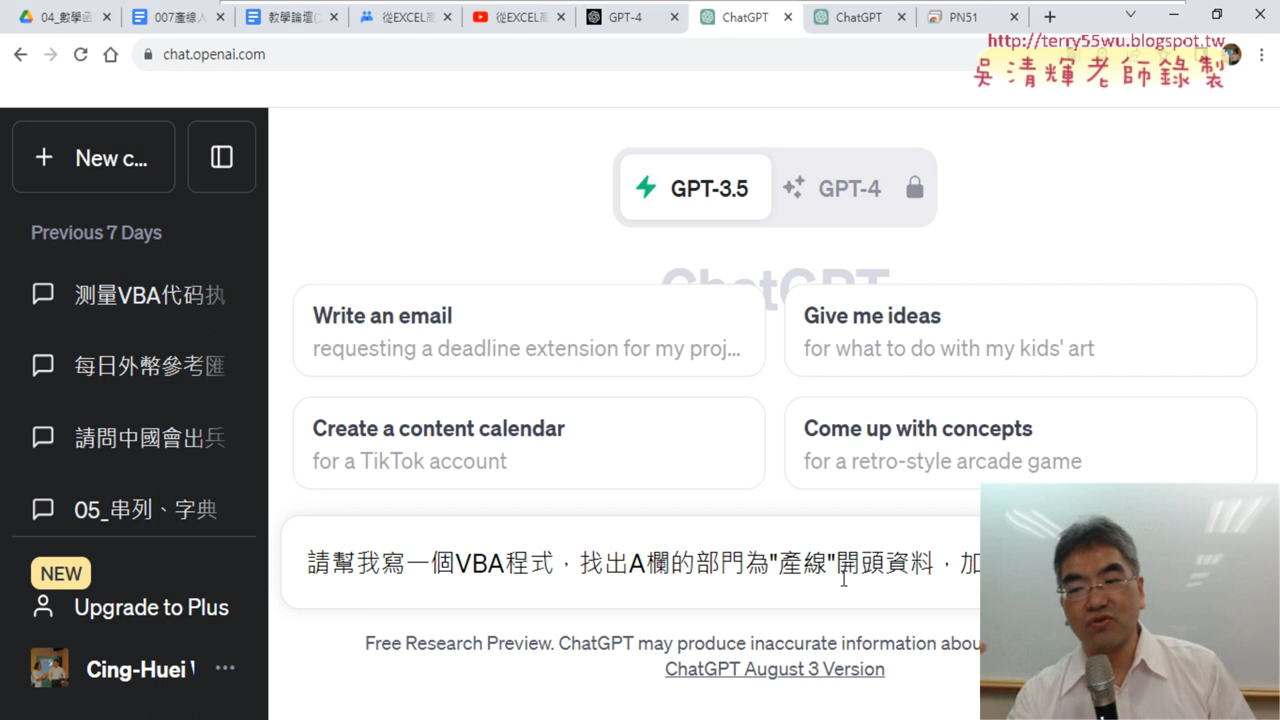 04_數學函
007產線人
教學論壇(
從EXCEL函
從EXCEL函
GPT-4
ChatGPT
ChatGPT
PN51
chat.openai.com
http://terry55wu.blogspot.tw
吳清輝老師錄製
New c...
GPT-3.5
GPT-4
Previous 7 Days
ChatGPT
测量VBA代码执
每日外幣參考匯
請問中國會出兵
05_串列、字典
Write an email
requesting a deadline extension for my proj...
Give me ideas
for what to do with my kids' art
Create a content calendar
for a TikTok account
Come up with concepts
for a retro-style arcade game
請幫我寫一個VBA程式，找出A欄的部門為"產線"開頭資料，加
NEW
Upgrade to Plus
Cing-Huei
Free Research Preview. ChatGPT may produce inaccurate information abou
ChatGPT August 3 Version